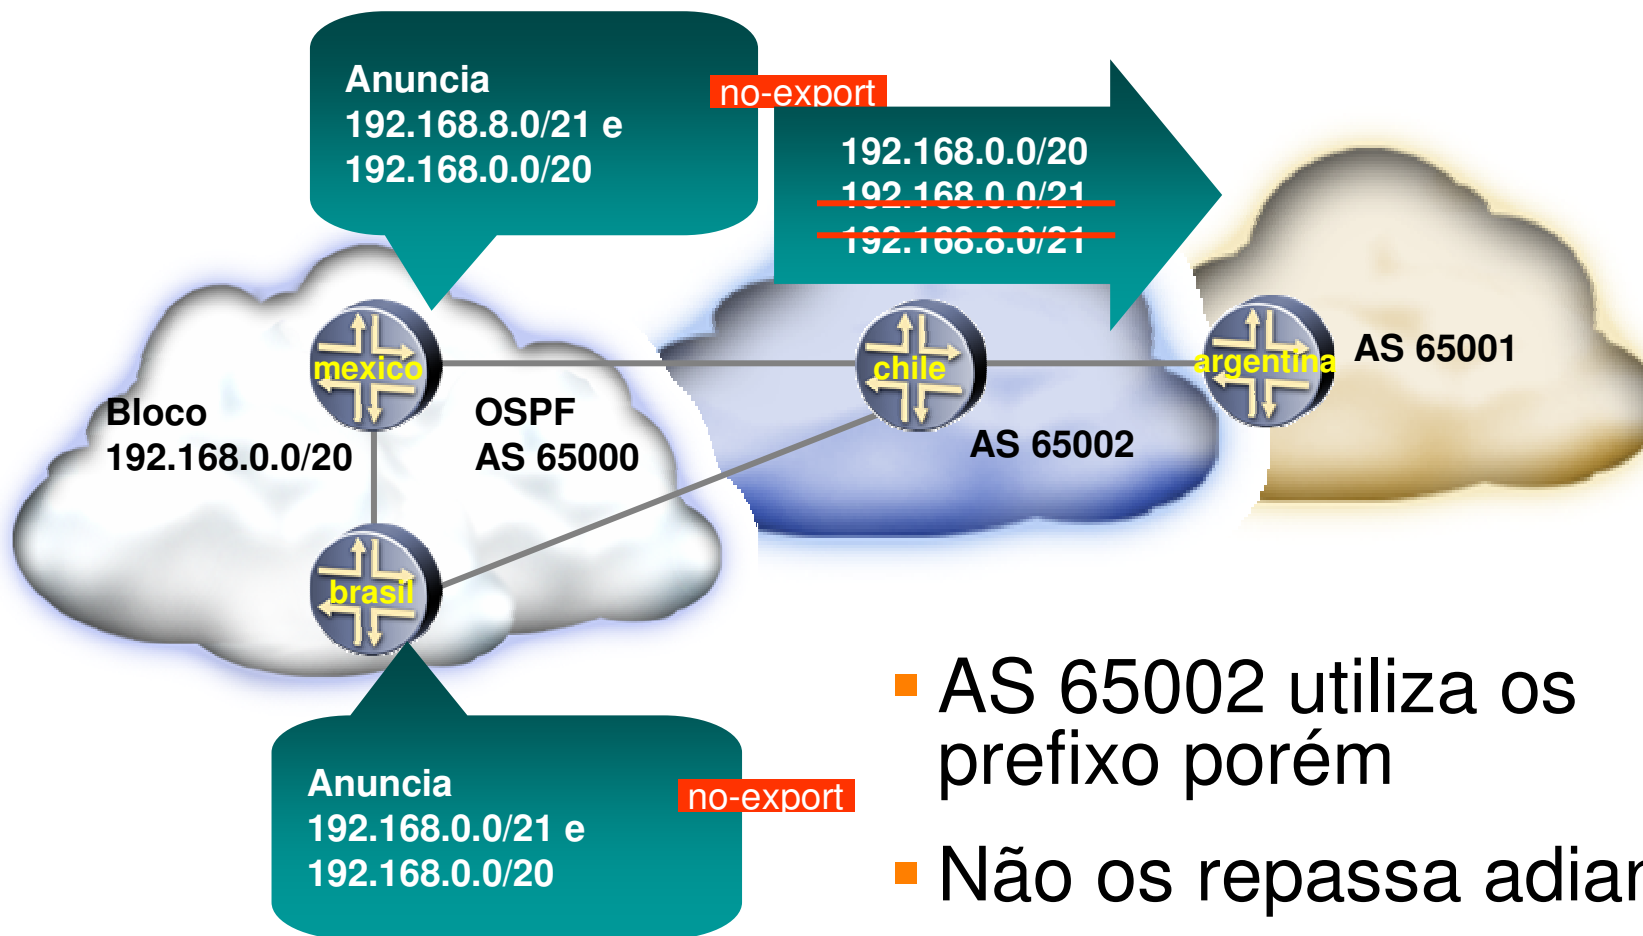 Anuncia
192.168.8.0/21 e
192.168.0.0/20
no-export
192.168.0.0/20
192.168.0.0/21
192.168.8.0/21
mexico
chile
argentina
AS 65001
Bloco
192.168.0.0/20
OSPF
AS 65000
AS 65002
brasil
Anuncia
192.168.0.0/21 e
192.168.0.0/20
no-export
AS 65002 utiliza os
prefixo porém
Não os repassa